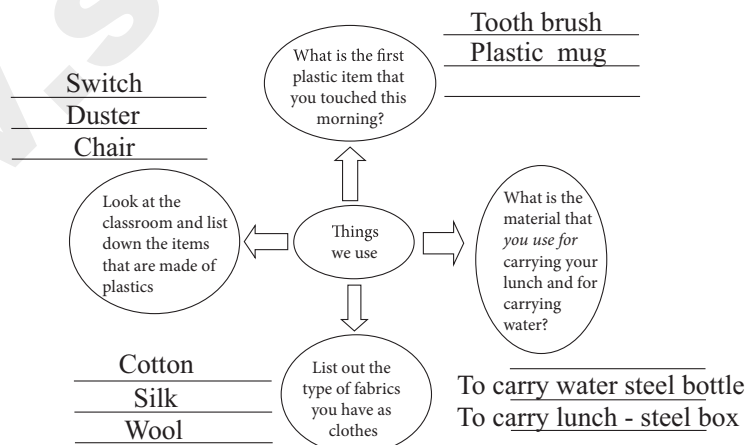 Tooth brush
Plastic mug
What is the first
plastic item that
you touched this
morning?
Switch
Duster
Chair
Look at the
classroom and list
down the items
that are made of
plastics
Things
we use
What is the
material that
you use for
carrying your
lunch and for
carrying
water?
Cotton
Silk
Wool
List out the
type of fabrics
you have as
clothes
To carry water steel bottle
To carry lunch - steel box